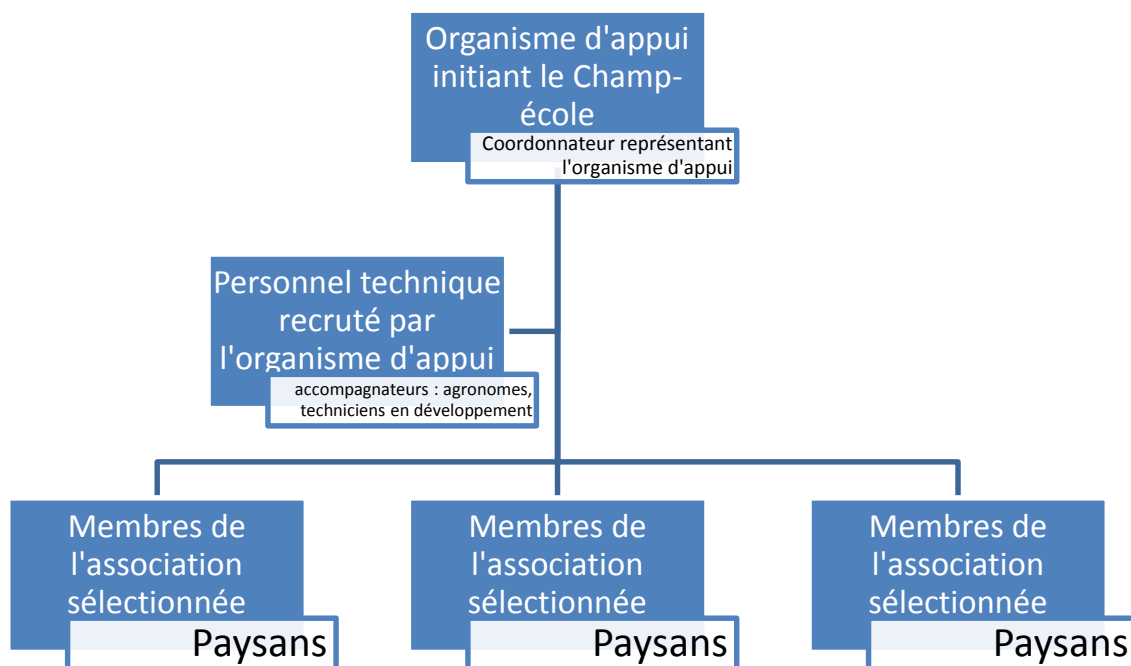 Organisme d'appui
initiant le Champ-
école
Coordonnateur représentant
l'organisme d'appui
Personnel technique
recruté par
l'organisme d'appui
accompagnateurs : agronomes,
techniciens en développement
Membres de
l'association
sélectionnée
Paysans
Membres de
l'association
sélectionnée
Paysans
Membres de
l'association
sélectionnée
Paysans